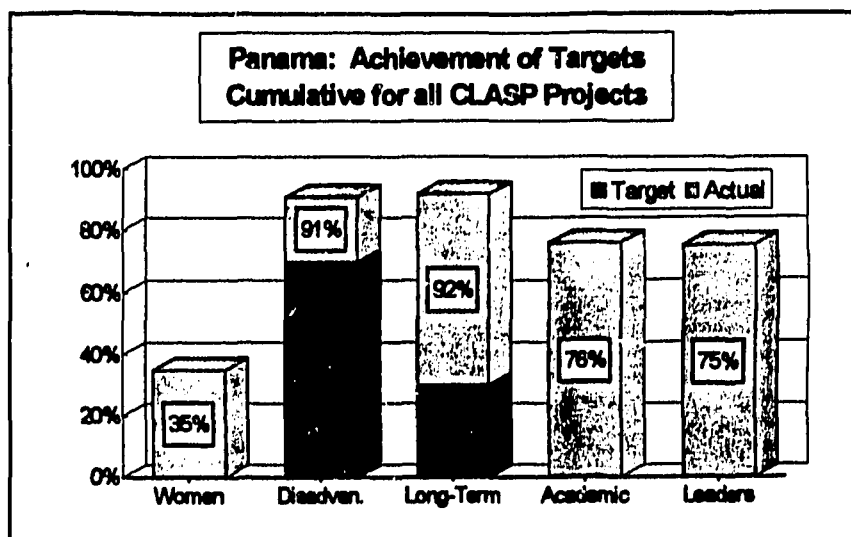 Panama: Achievement of Targets
Cumulative for all CLASP Projects
Target Actual
100%
80%
60%
40%
20%
0%
35%
91%
92%
76%
75%
Women Disadvan. Long-Term Academic Leaders